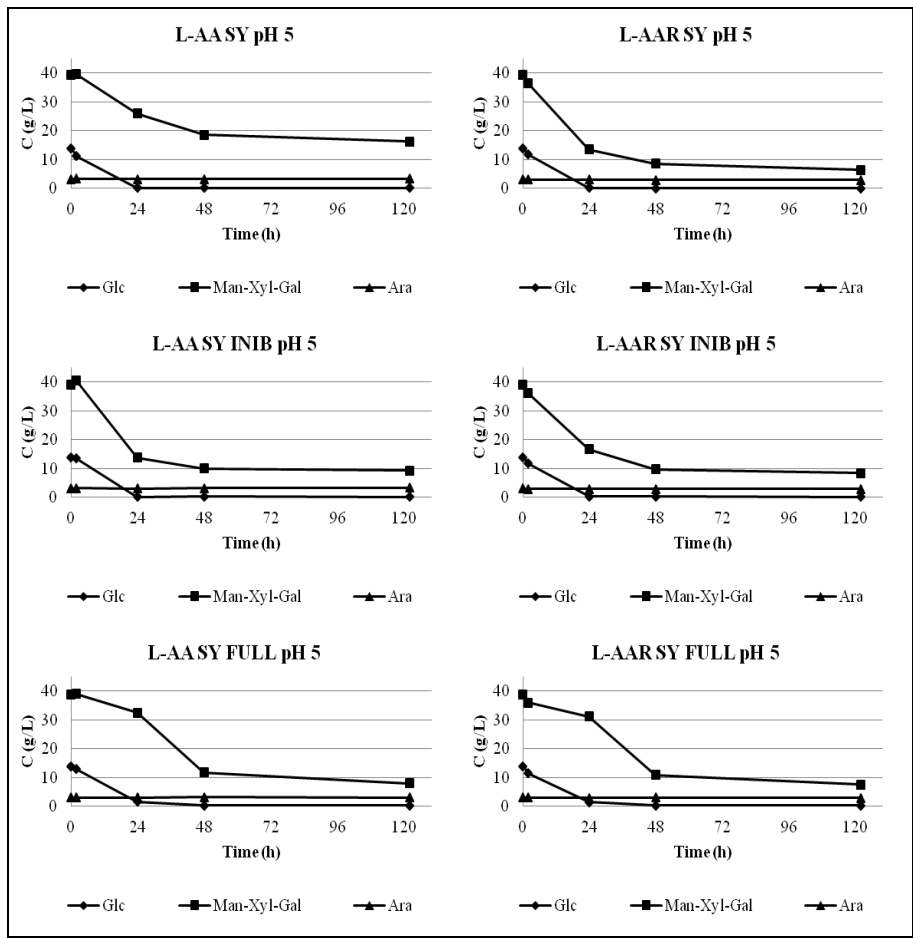 L-AA SY pH 5
C (g/L)
40
30
20
10
0
0 24 48 72 96 120
Time (h)
Glc Man-Xyl-Gal Ara
L-AAR SY pH 5
C (g/L)
40
30
20
10
0
0 24 48 72 96 120
Time (h)
Glc Man-Xyl-Gal Ara
L-AA SY INIB pH 5
C (g/L)
40
30
20
10
0
0 24 48 72 96 120
Time (h)
Glc Man-Xyl-Gal Ara
L-AAR SY INIB pH 5
C (g/L)
40
30
20
10
0
0 24 48 72 96 120
Time (h)
Glc Man-Xyl-Gal Ara
L-AA SY FULL pH 5
C (g/L)
40
30
20
10
0
0 24 48 72 96 120
Time (h)
Glc Man-Xyl-Gal Ara
L-AAR SY FULL pH 5
C (g/L)
40
30
20
10
0
0 24 48 72 96 120
Time (h)
Glc Man-Xyl-Gal Ara